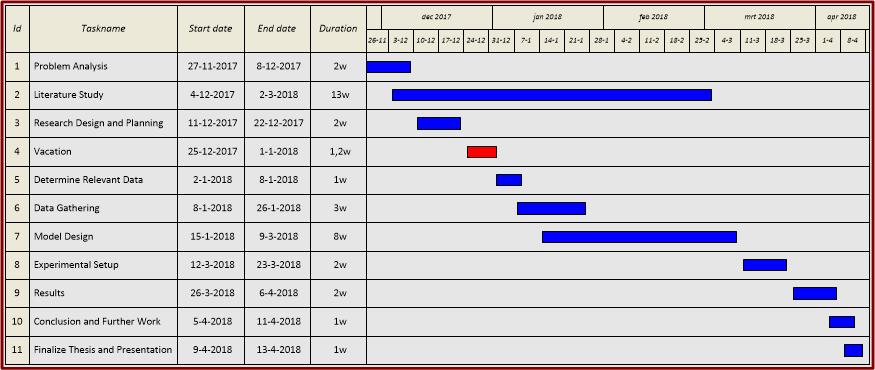 Id Taskname Start date End date Duration dec 2017 jan 2018 feb 2018 mrt 2018 apr 2018
26-11 3-12 10-12 17-12 24-12 31-12 7-1 14-1 21-1 28-1 4-2 11-2 18-2 25-2 4-3 11-3 18-3 25-3 1-4 8-4
1 Problem Analysis 27-11-2017 8-12-2017 2w
2 Literature Study 4-12-2017 2-3-2018 13w
3 Research Design and Planning 11-12-2017 22-12-2017 2w
4 Vacation 25-12-2017 1-1-2018 1,2w
5 Determine Relevant Data 2-1-2018 8-1-2018 1w
6 Data Gathering 8-1-2018 26-1-2018 3w
7 Model Design 15-1-2018 9-3-2018 8w
8 Experimental Setup 12-3-2018 23-3-2018 2w
9 Results 26-3-2018 6-4-2018 2w
10 Conclusion and Further Work 5-4-2018 11-4-2018 1w
11 Finalize Thesis and Presentation 9-4-2018 13-4-2018 1w